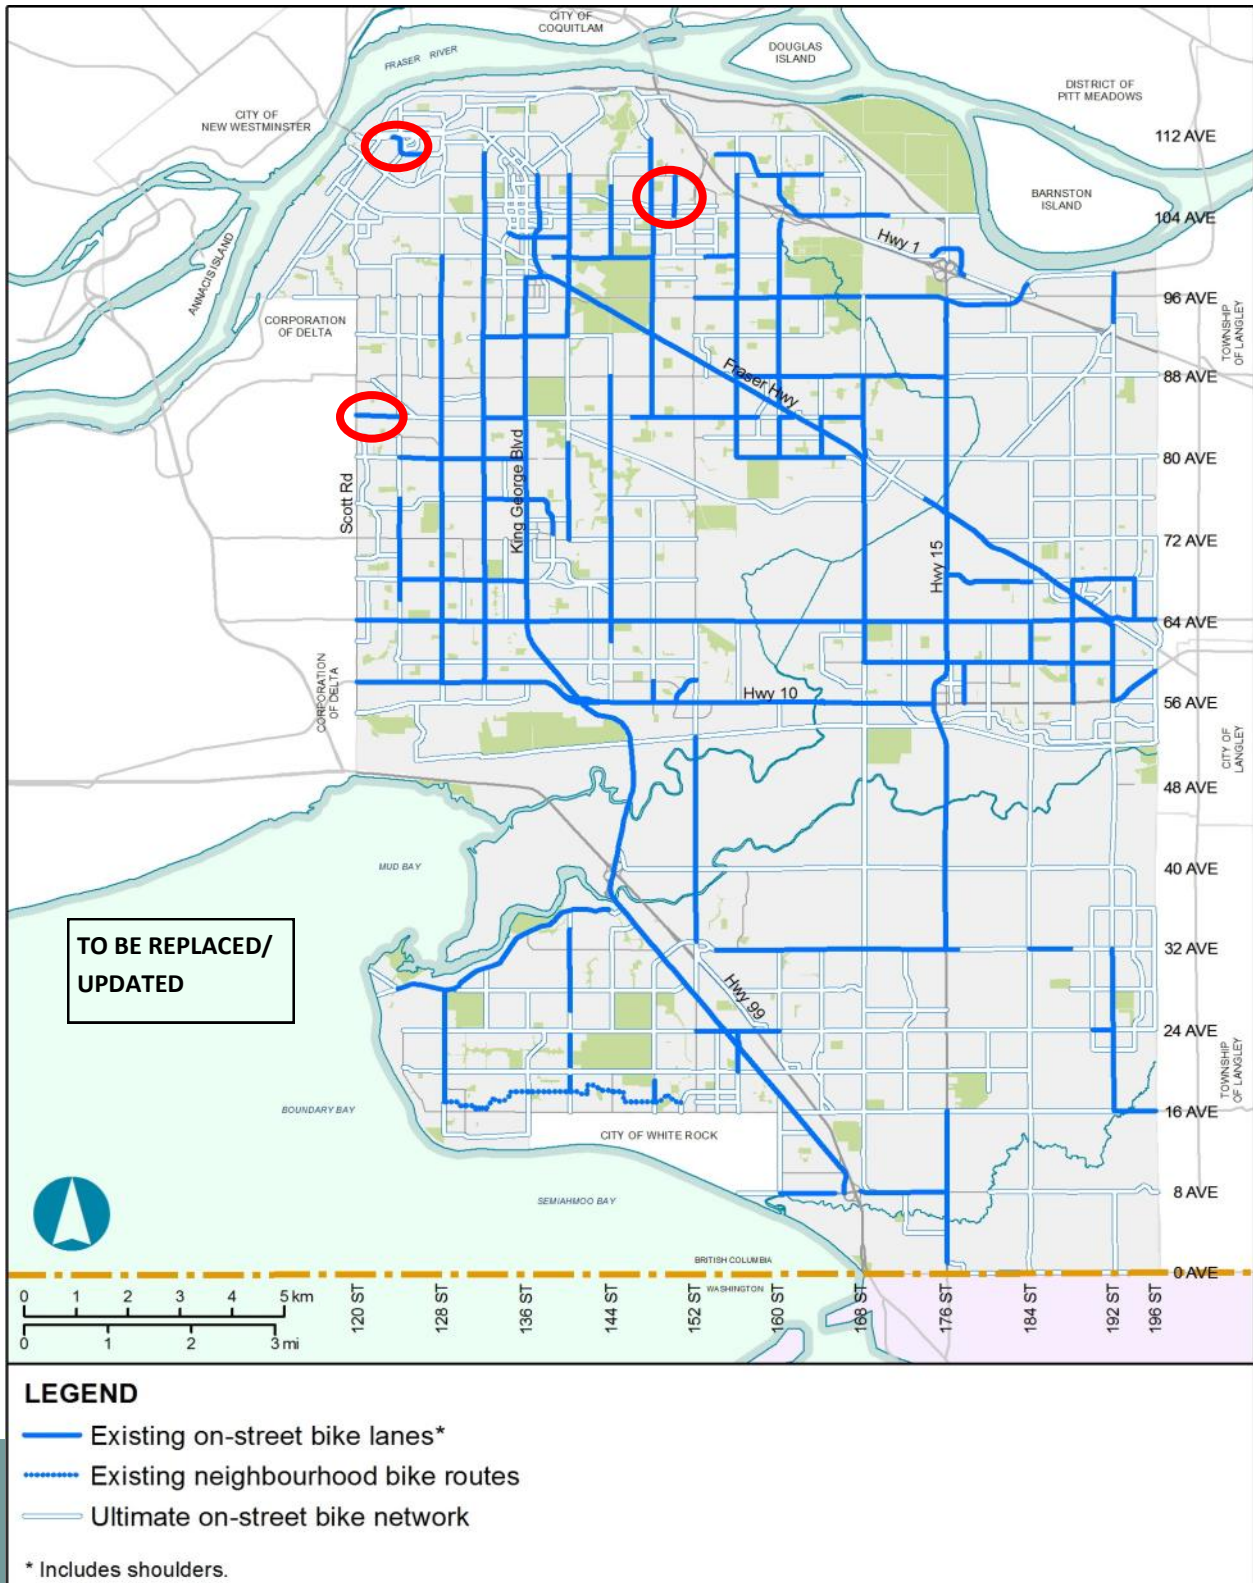 CITY OF
COQUITLAM
DOUGLAS
ISLAND
FRASER RIVER
DISTRICT OF
PITT MEADOWS
CITY OF
NEW WESTMINSTER
112 AVE
BARNSTON
ISLAND
104 AVE
Hwy 1
ANNACIS ISLAND
96 AVE
CORPORATION
OF DELTA
TOWNSHIP
OF LANGLEY
88 AVE
Fraser Hwy
80 AVE
Scott Rd
King George Blvd
Hwy 15
72 AVE
64 AVE
CORPORATION
OF DELTA
Hwy 10
56 AVE
CITY OF
LANGLEY
48 AVE
MUD BAY
40 AVE
TO BE REPLACED/
UPDATED
32 AVE
Hwy 99
24 AVE
TOWNSHIP
OF LANGLEY
BOUNDARY BAY
16 AVE
CITY OF WHITE ROCK
8 AVE
SEMIAHMOO BAY
BRITISH COLUMBIA
0 AVE
WASHINGTON
0 1 2 3 4 5 km
0 1 2 3 mi
120 ST
128 ST
136 ST
144 ST
152 ST
160 ST
168 ST
176 ST
184 ST
192 ST
196 ST
LEGEND
Existing on-street bike lanes*
Existing neighbourhood bike routes
Ultimate on-street bike network
* Includes shoulders.